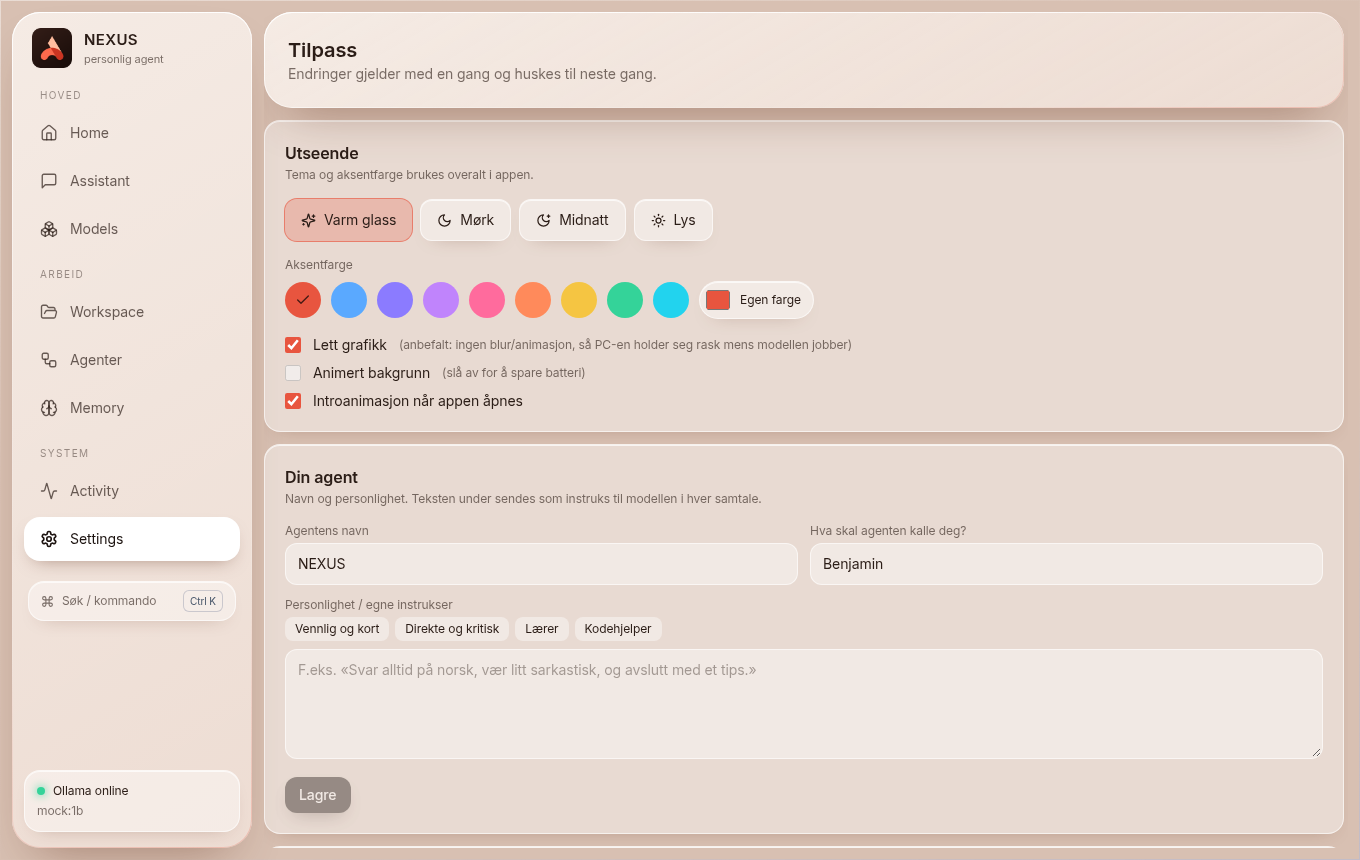 NEXUS
personlig agent
HOVED
Home
Assistant
Models
ARBEID
Workspace
Agenter
Memory
SYSTEM
Activity
Settings
⌘ Søk / kommando Ctrl K
Ollama online
mock:1b
Tilpass
Endringer gjelder med en gang og huskes til neste gang.
Utseende
Tema og aksentfarge brukes overalt i appen.
Varm glass Mørk Midnatt Lys
Aksentfarge
Egen farge
Lett grafikk (anbefalt: ingen blur/animasjon, så PC-en holder seg rask mens modellen jobber)
Animert bakgrunn (slå av for å spare batteri)
Introanimasjon når appen åpnes
Din agent
Navn og personlighet. Teksten under sendes som instruks til modellen i hver samtale.
Agentens navn Hva skal agenten kalle deg?
NEXUS Benjamin
Personlighet / egne instrukser
Vennlig og kort Direkte og kritisk Lærer Kodehjelper
F.eks. «Svar alltid på norsk, vær litt sarkastisk, og avslutt med et tips.»
Lagre